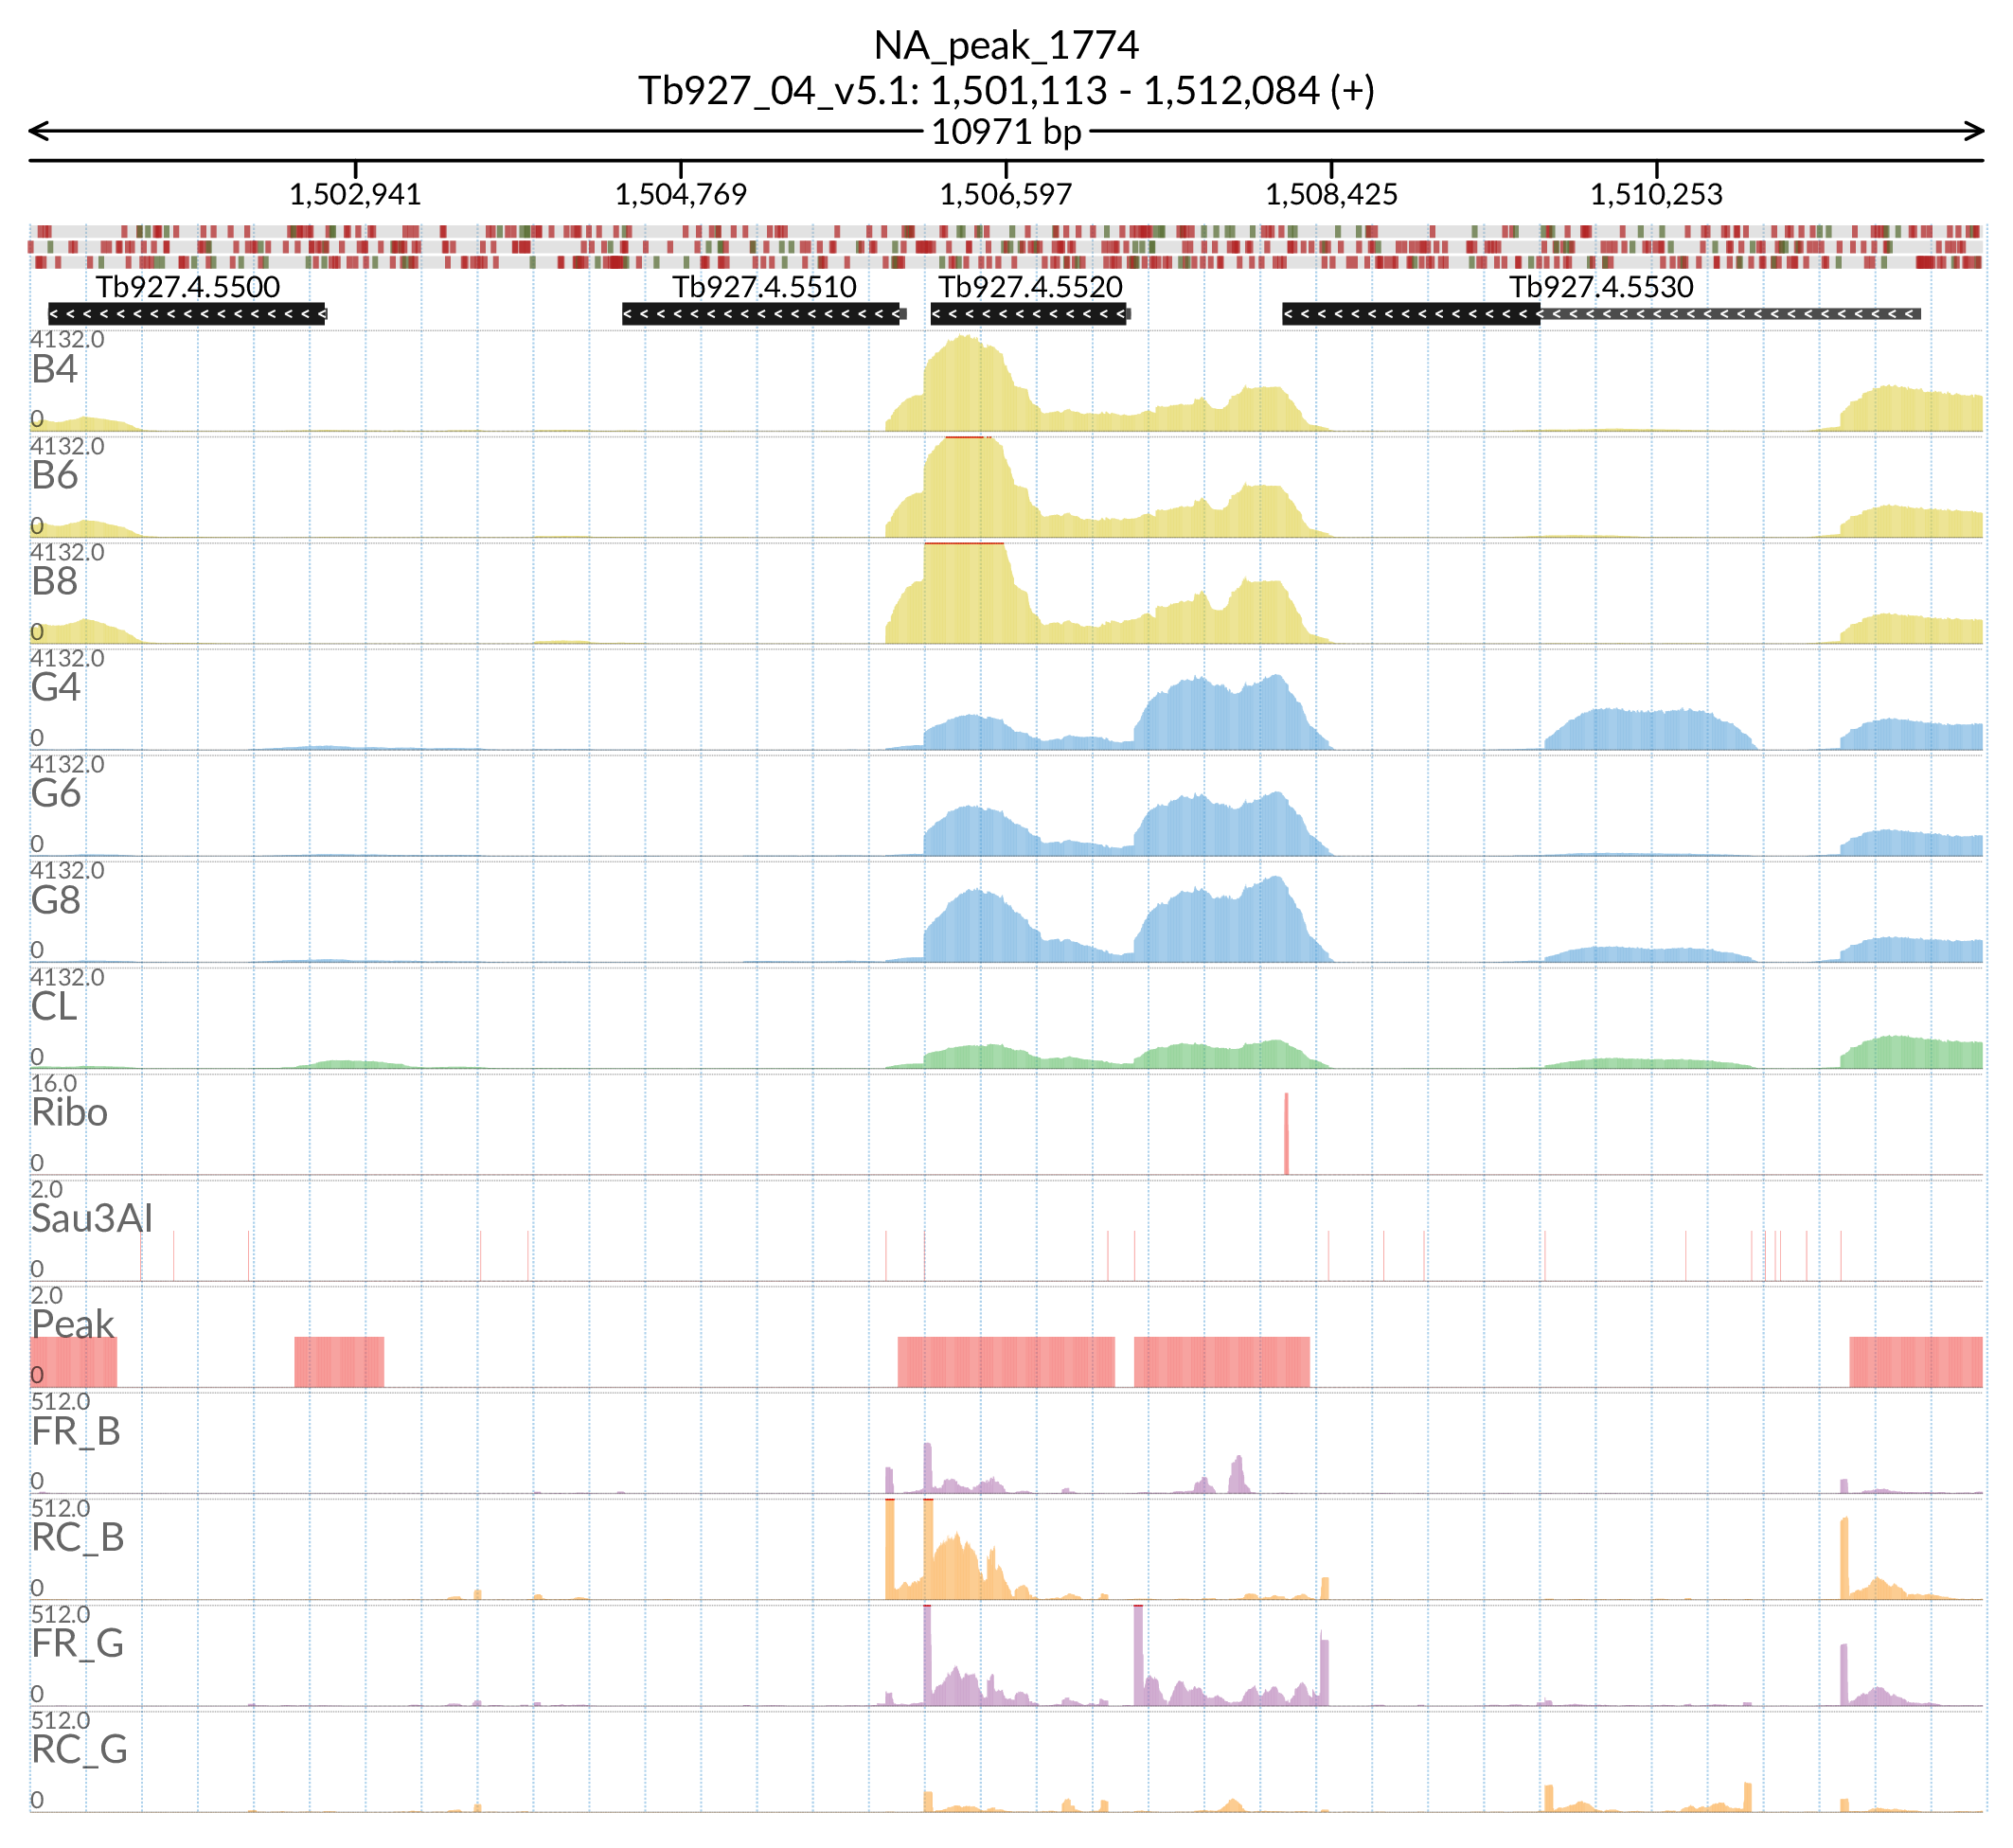 NA_peak_1774
Tb927_04_v5.1: 1,501,113 - 1,512,084 (+)
10971 bp
1,502,941 1,504,769 1,506,597 1,508,425 1,510,253
Tb927.4.5500 Tb927.4.5510 Tb927.4.5520 Tb927.4.5530
4132.0
B4
0
4132.0
B6
0
4132.0
B8
0
4132.0
G4
0
4132.0
G6
0
4132.0
G8
0
4132.0
CL
0
16.0
Ribo
0
2.0
Sau3AI
0
2.0
Peak
0
512.0
FR_B
0
512.0
RC_B
0
512.0
FR_G
0
512.0
RC_G
0